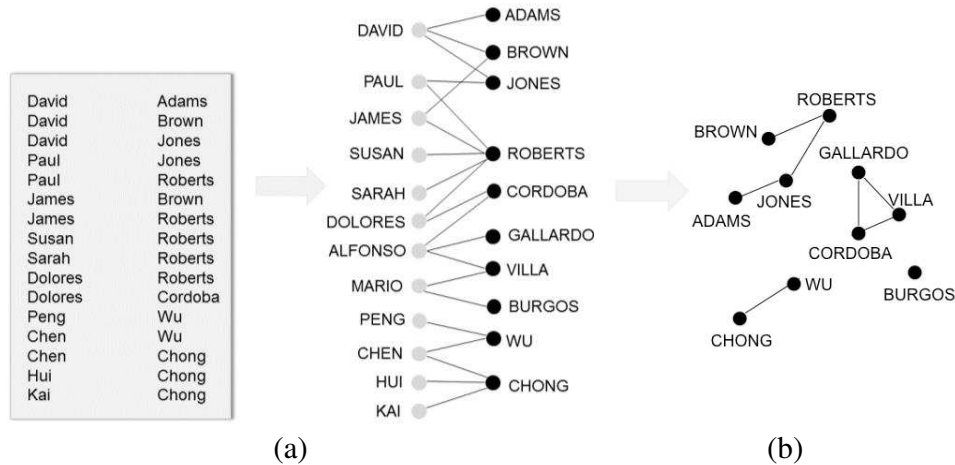 David Adams
David Brown
David Jones
Paul Jones
Paul Roberts
James Brown
James Roberts
Susan Roberts
Sarah Roberts
Dolores Roberts
Dolores Cordoba
Peng Wu
Chen Wu
Chen Chong
Hui Chong
Kai Chong
DAVID
PAUL
JAMES
SUSAN
SARAH
DOLORES
ALFONSO
MARIO
PENG
CHEN
HUI
KAI
ADAMS
BROWN
JONES
ROBERTS
CORDOBA
GALLARDO
VILLA
BURGOS
WU
CHONG
(a)
ROBERTS
BROWN
GALLARDO
JONES
VILLA
ADAMS
CORDOBA
WU
BURGOS
CHONG
(b)